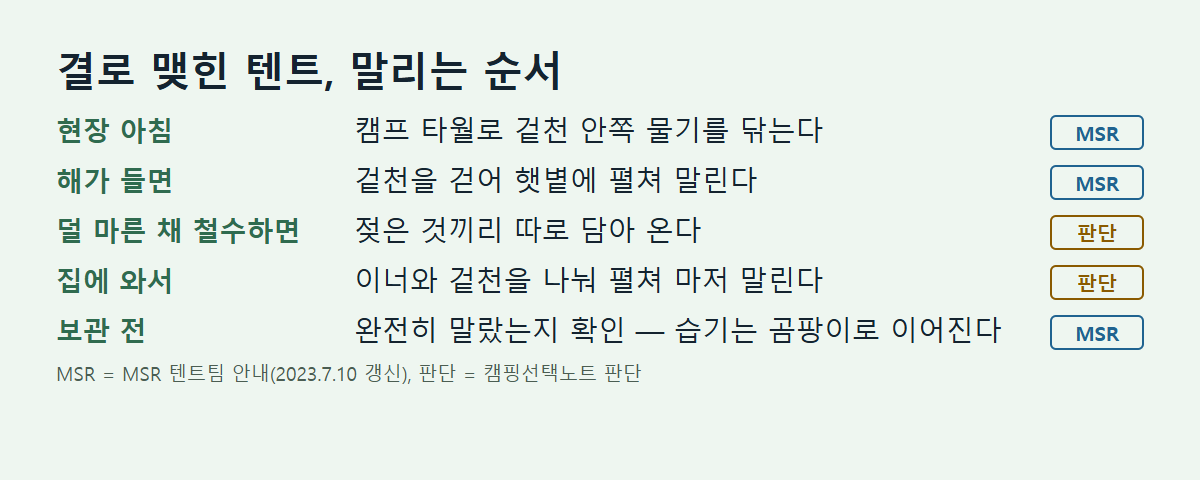 결로 맺힌 텐트, 말리는 순서
현장 아침 캠프 타월로 겉천 안쪽 물기를 닦는다 MSR
해가 들면 겉천을 걷어 햇볕에 펼쳐 말린다 MSR
덜 마른 채 철수하면 젖은 것끼리 따로 담아 온다 판단
집에 와서 이너와 겉천을 나눠 펼쳐 마저 말린다 판단
보관 전 완전히 말랐는지 확인 — 습기는 곰팡이로 이어진다 MSR
MSR = MSR 텐트팀 안내(2023.7.10 갱신), 판단 = 캠핑선택노트 판단